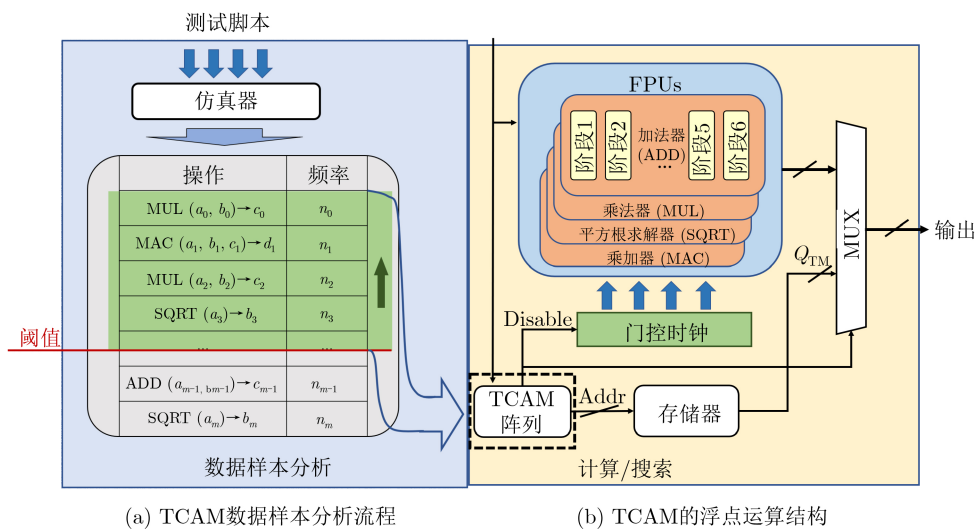 测试脚本
仿真器
操作 频率
MUL (a₀, b₀)→c₀ n₀
MAC (a₁, b₁, c₁)→d₁ n₁
MUL (a₂, b₂)→c₂ n₂
SQRT (a₃)→b₃ n₃
阈值
... ...
ADD (aₘ₋₁, bm−1)→cₘ₋₁ nₘ₋₁
SQRT (aₘ)→bₘ nₘ
数据样本分析
(a) TCAM数据样本分析流程
FPUs
阶段1
阶段2
加法器
(ADD)
...
阶段5
阶段6
乘法器 (MUL)
平方根求解器 (SQRT)
乘加器 (MAC)
Disable
门控时钟
TCAM
阵列
Addr
存储器
Q_TM
MUX
输出
计算/搜索
(b) TCAM的浮点运算结构